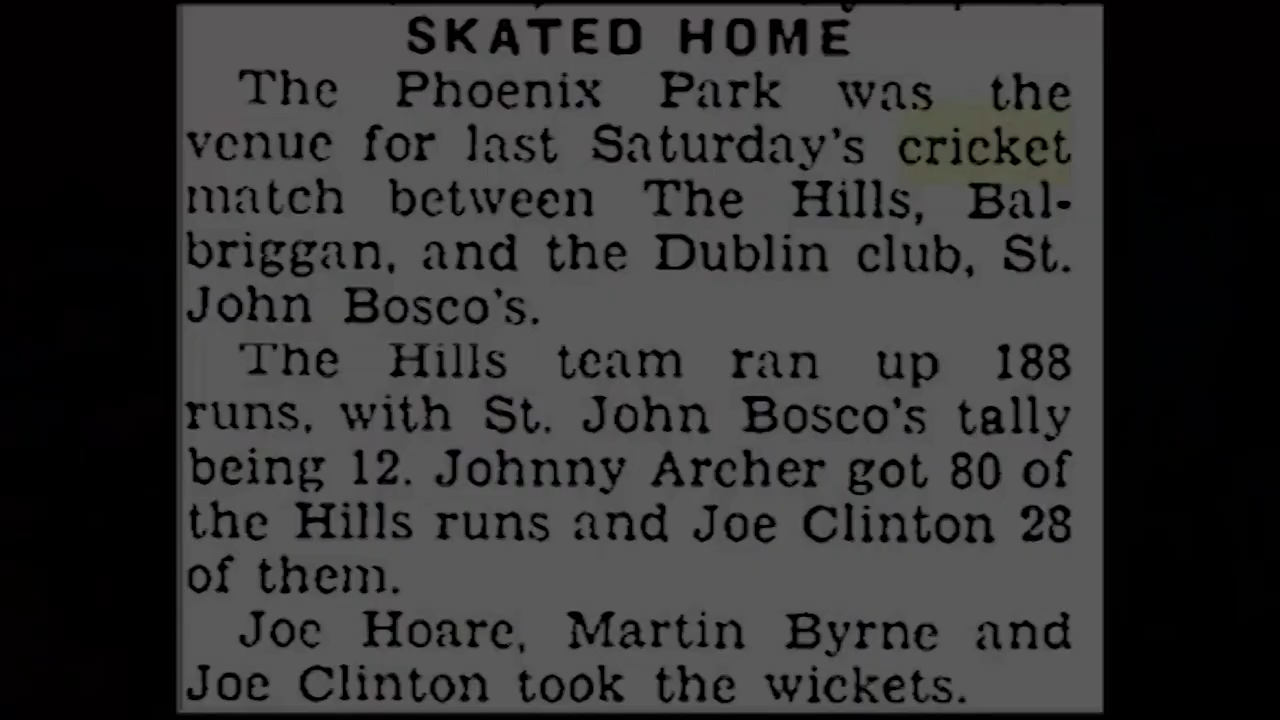 SKATED HOME
The Phoenix Park was the
venue for last Saturday's cricket
match between The Hills, Bal-
briggan, and the Dublin club, St.
John Bosco's.
The Hills team ran up 188
runs, with St. John Bosco's tally
being 12. Johnny Archer got 80 of
the Hills runs and Joe Clinton 28
of them.
Joe Hoare, Martin Byrne and
Joe Clinton took the wickets.